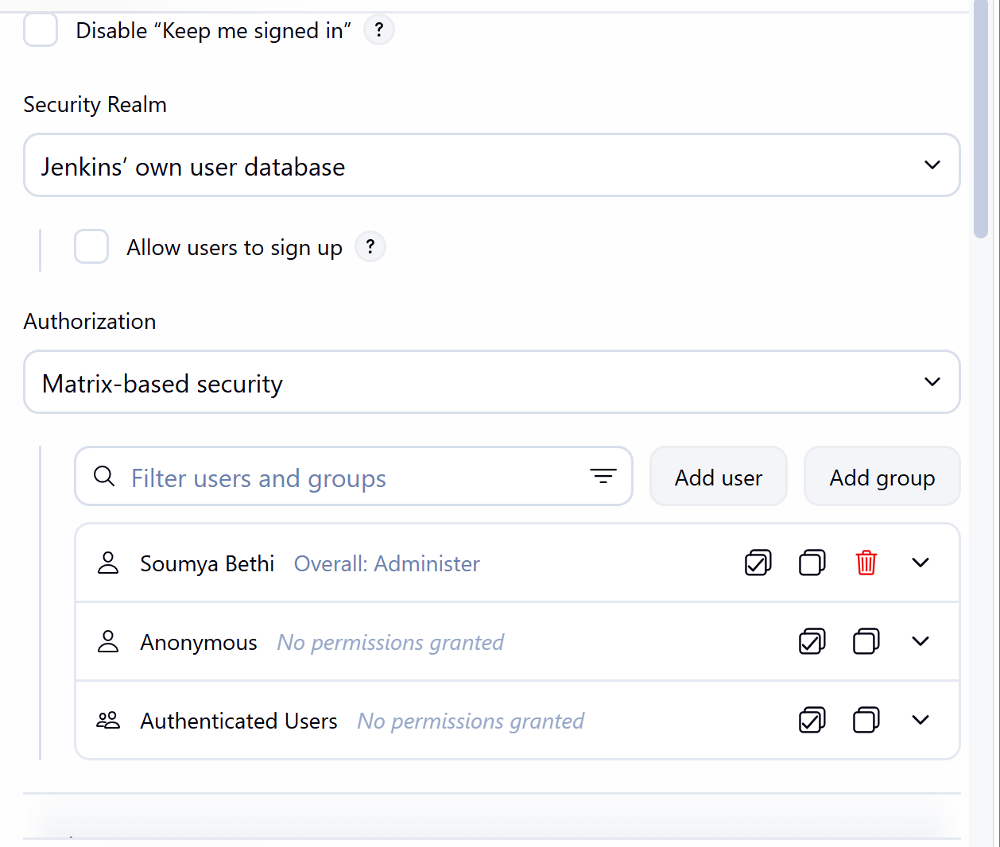 Disable “Keep me signed in” ?
Security Realm
Jenkins’ own user database
Allow users to sign up ?
Authorization
Matrix-based security
Filter users and groups
Add user
Add group
Soumya Bethi Overall: Administer
Anonymous No permissions granted
Authenticated Users No permissions granted